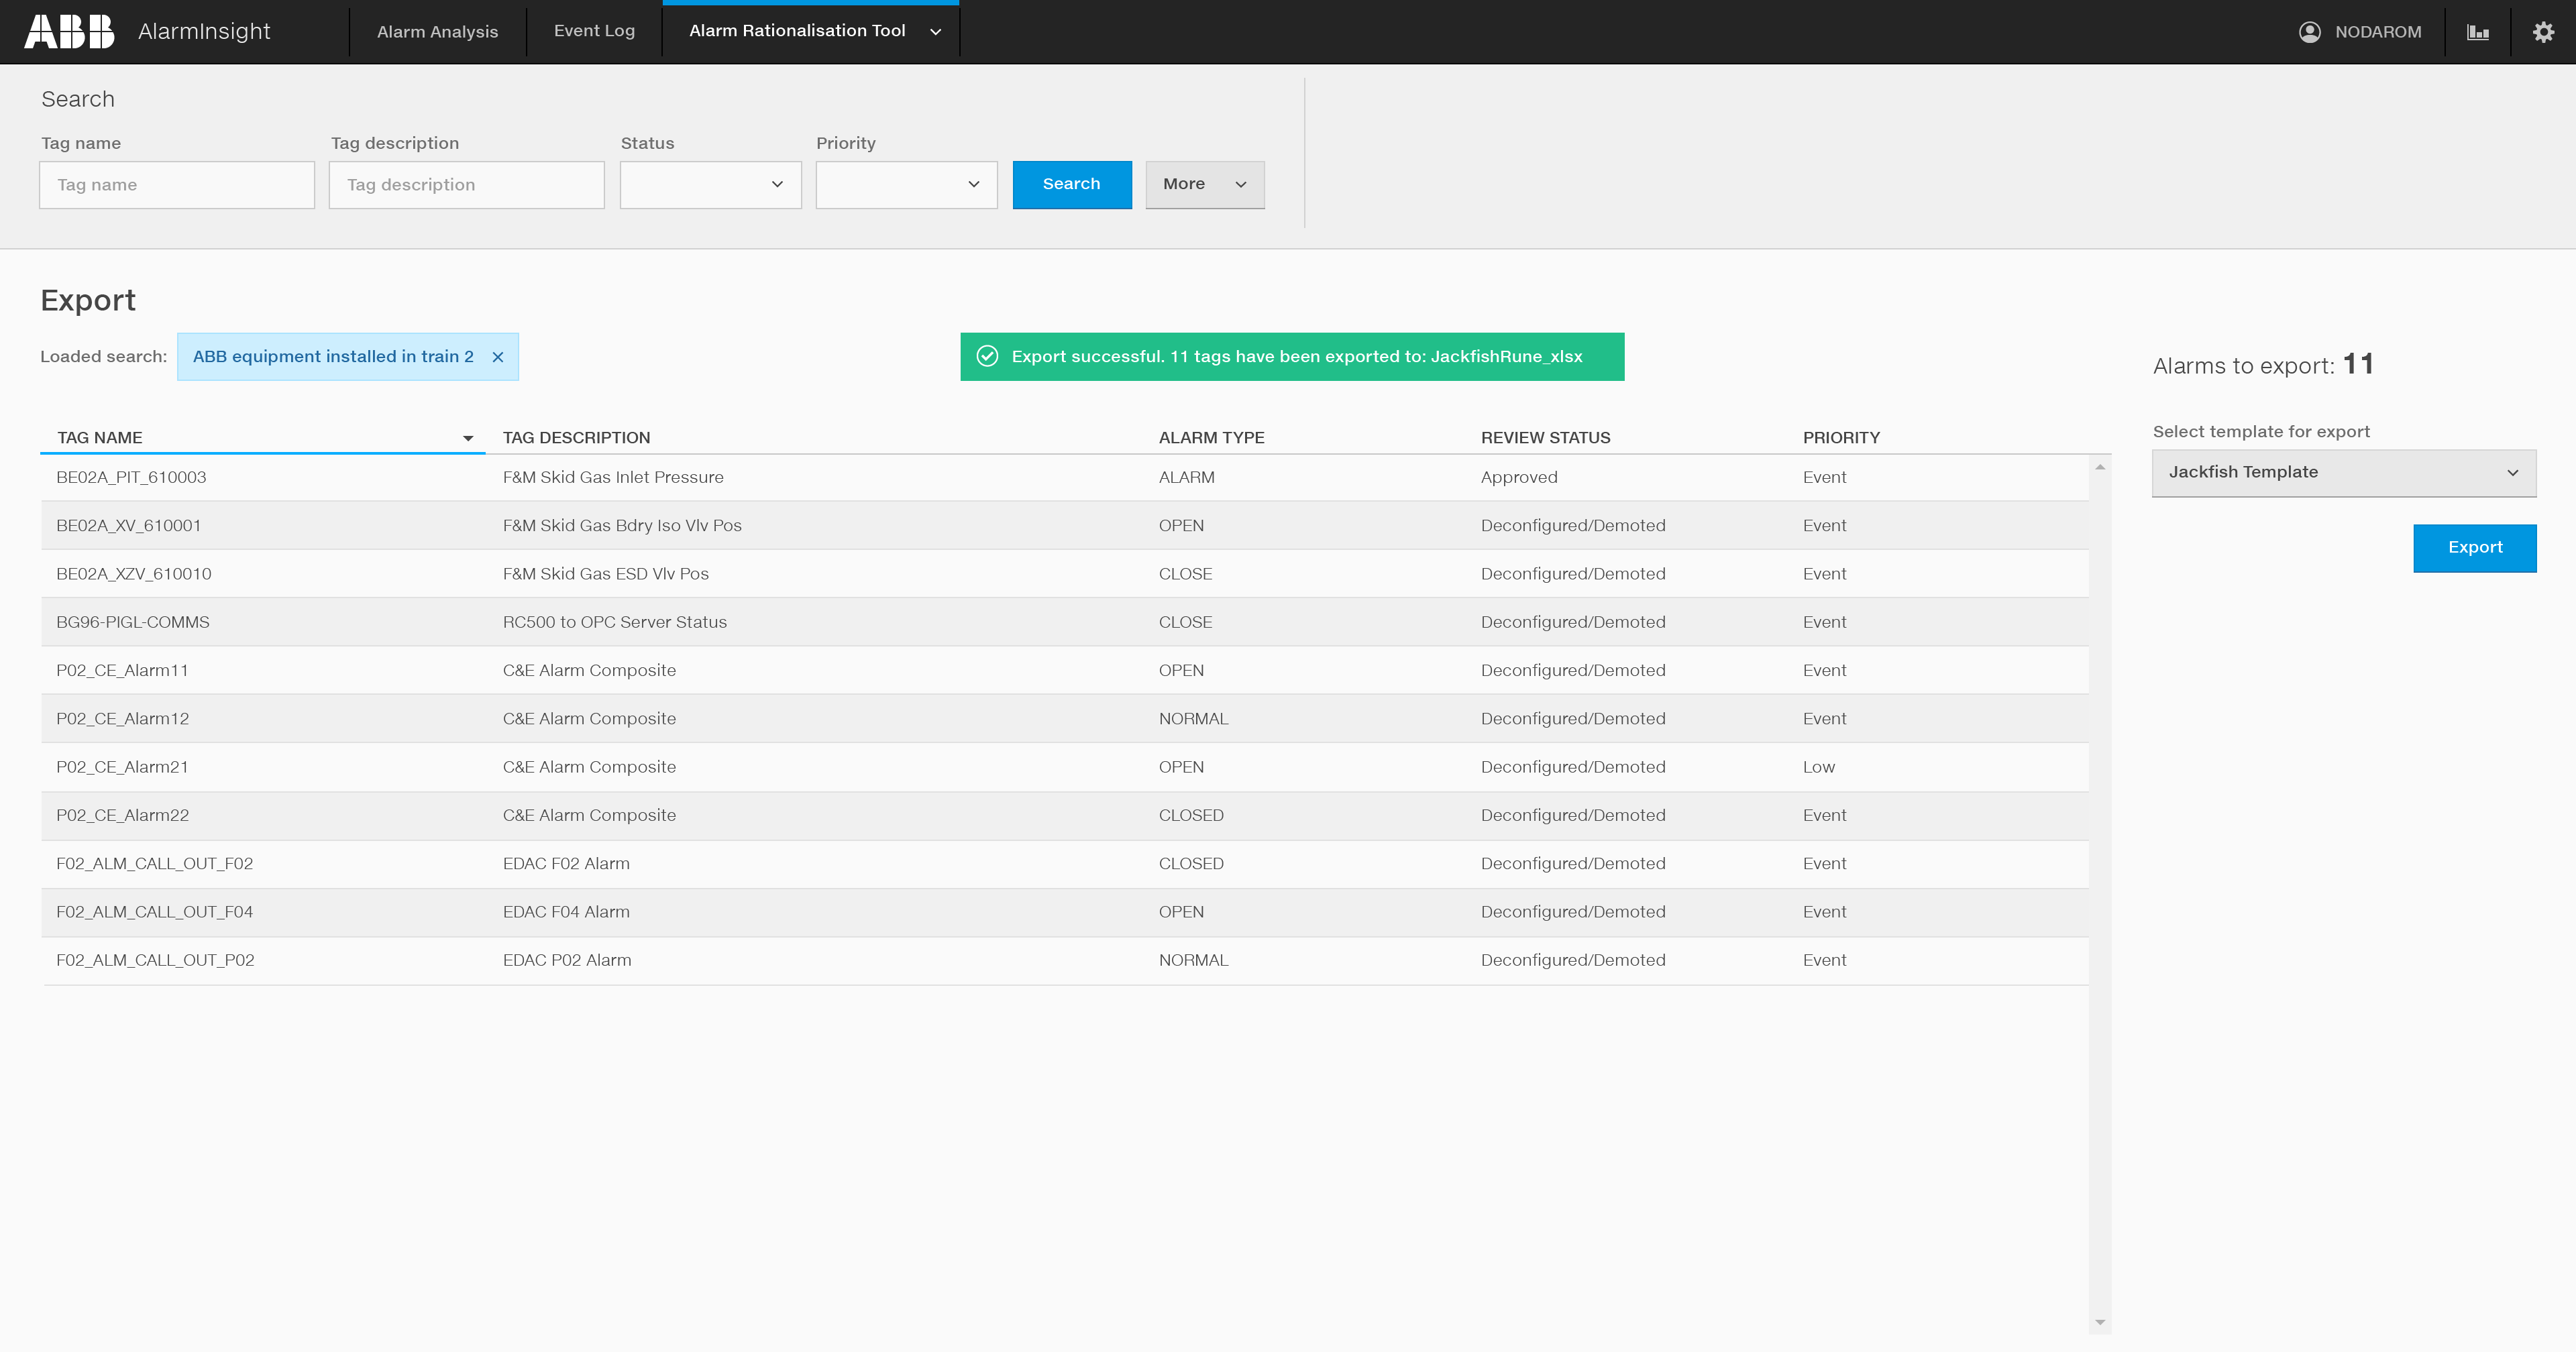 ABB AlarmInsight Alarm Analysis Event Log Alarm Rationalisation Tool NODAROM
Search
Tag name Tag description Status Priority
Tag name Tag description Search More
Export
Loaded search: ABB equipment installed in train 2 Export successful. 11 tags have been exported to: JackfishRune_xlsx
Alarms to export: 11
TAG NAME TAG DESCRIPTION ALARM TYPE REVIEW STATUS PRIORITY
BE02A_PIT_610003 F&M Skid Gas Inlet Pressure ALARM Approved Event
BE02A_XV_610001 F&M Skid Gas Bdry Iso Vlv Pos OPEN Deconfigured/Demoted Event
BE02A_XZV_610010 F&M Skid Gas ESD Vlv Pos CLOSE Deconfigured/Demoted Event
BG96-PIGL-COMMS RC500 to OPC Server Status CLOSE Deconfigured/Demoted Event
P02_CE_Alarm11 C&E Alarm Composite OPEN Deconfigured/Demoted Event
P02_CE_Alarm12 C&E Alarm Composite NORMAL Deconfigured/Demoted Event
P02_CE_Alarm21 C&E Alarm Composite OPEN Deconfigured/Demoted Low
P02_CE_Alarm22 C&E Alarm Composite CLOSED Deconfigured/Demoted Event
F02_ALM_CALL_OUT_F02 EDAC F02 Alarm CLOSED Deconfigured/Demoted Event
F02_ALM_CALL_OUT_F04 EDAC F04 Alarm OPEN Deconfigured/Demoted Event
F02_ALM_CALL_OUT_P02 EDAC P02 Alarm NORMAL Deconfigured/Demoted Event
Select template for export
Jackfish Template
Export